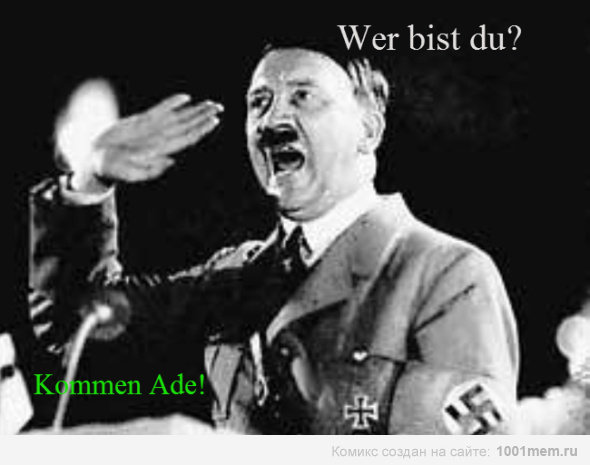 Wer bist du?
Kommen Ade!
Комикс создан на сайте: 1001mem.ru